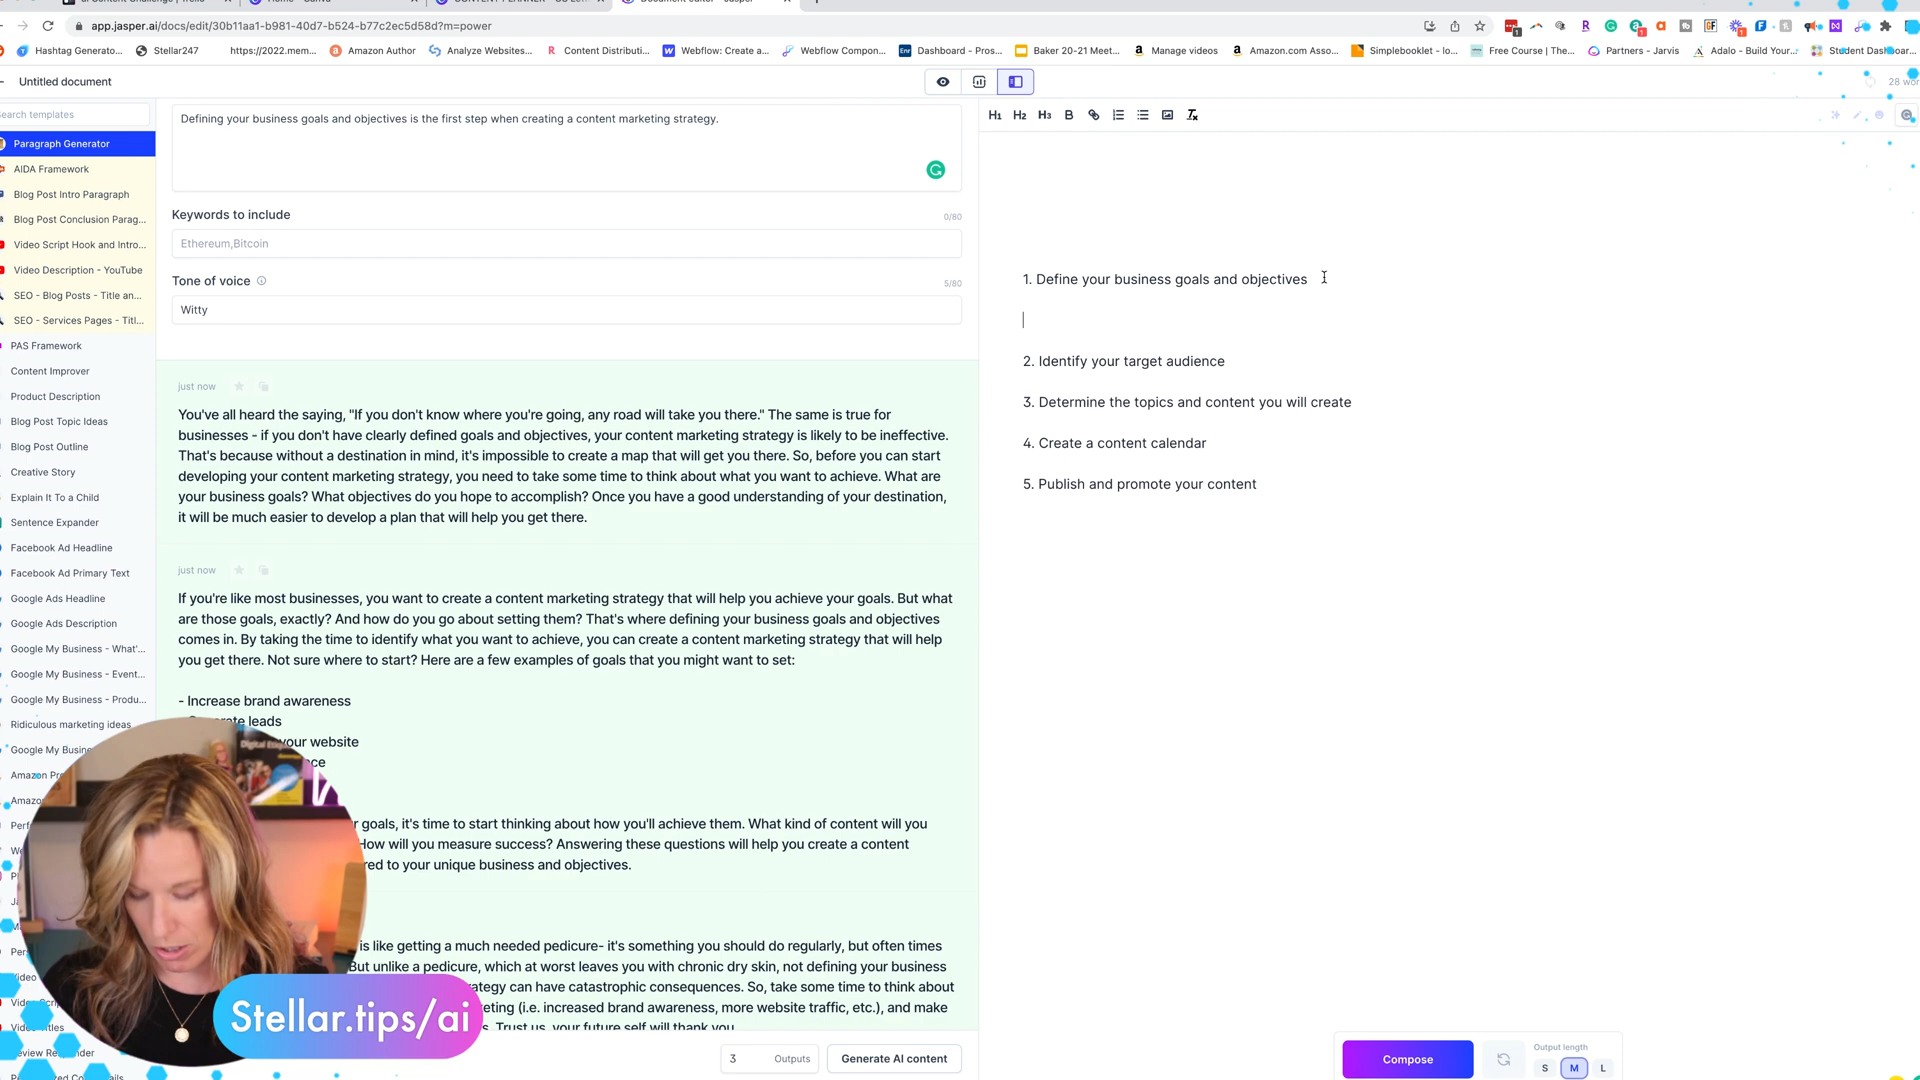 app.jasper.ai/docs/edit/30b11aa1-b981-40d7-b524-b77c2ec5d58d?m=power
Hashtag Generato... Stellar247 https://2022.mem... Amazon Author Analyze Websites... Content Distributi... Webflow: Create a... Webflow Compon... Dashboard - Pros... Baker 20-21 Meet... Manage videos Amazon.com Asso... Simplebooklet - lo... Free Course | The... Partners - Jarvis Adalo - Build Your... Student Dashboar...
Untitled document
28 wor
Search templates
Paragraph Generator
AIDA Framework
Blog Post Intro Paragraph
Blog Post Conclusion Parag...
Video Script Hook and Intro...
Video Description - YouTube
SEO - Blog Posts - Title an...
SEO - Services Pages - Titl...
PAS Framework
Content Improver
Product Description
Blog Post Topic Ideas
Blog Post Outline
Creative Story
Explain It To a Child
Sentence Expander
Facebook Ad Headline
Facebook Ad Primary Text
Google Ads Headline
Google Ads Description
Google My Business - What'...
Google My Business - Event...
Google My Business - Produ...
Ridiculous marketing ideas
Google My Busine
Amazon Pr
Amazon
Defining your business goals and objectives is the first step when creating a content marketing strategy.
Keywords to include
0/80
Ethereum,Bitcoin
Tone of voice
5/80
Witty
just now
You've all heard the saying, "If you don't know where you're going, any road will take you there." The same is true for
businesses - if you don't have clearly defined goals and objectives, your content marketing strategy is likely to be ineffective.
That's because without a destination in mind, it's impossible to create a map that will get you there. So, before you can start
developing your content marketing strategy, you need to take some time to think about what you want to achieve. What are
your business goals? What objectives do you hope to accomplish? Once you have a good understanding of your destination,
it will be much easier to develop a plan that will help you get there.
just now
If you're like most businesses, you want to create a content marketing strategy that will help you achieve your goals. But what
are those goals, exactly? And how do you go about setting them? That's where defining your business goals and objectives
comes in. By taking the time to identify what you want to achieve, you can create a content marketing strategy that will help
you get there. Not sure where to start? Here are a few examples of goals that you might want to set:
- Increase brand awareness
leads
your website
goals, it's time to start thinking about how you'll achieve them. What kind of content will you
How will you measure success? Answering these questions will help you create a content
to your unique business and objectives.
is like getting a much needed pedicure- it's something you should do regularly, but often times
But unlike a pedicure, which at worst leaves you with chronic dry skin, not defining your business
can have catastrophic consequences. So, take some time to think about
(i.e. increased brand awareness, more website traffic, etc.), and make
Trust us, your future self will thank you
3 Outputs
Generate AI content
H1 H2 H3 B
1. Define your business goals and objectives
2. Identify your target audience
3. Determine the topics and content you will create
4. Create a content calendar
5. Publish and promote your content
Compose
Output length
S M L
Stellar.tips/ai